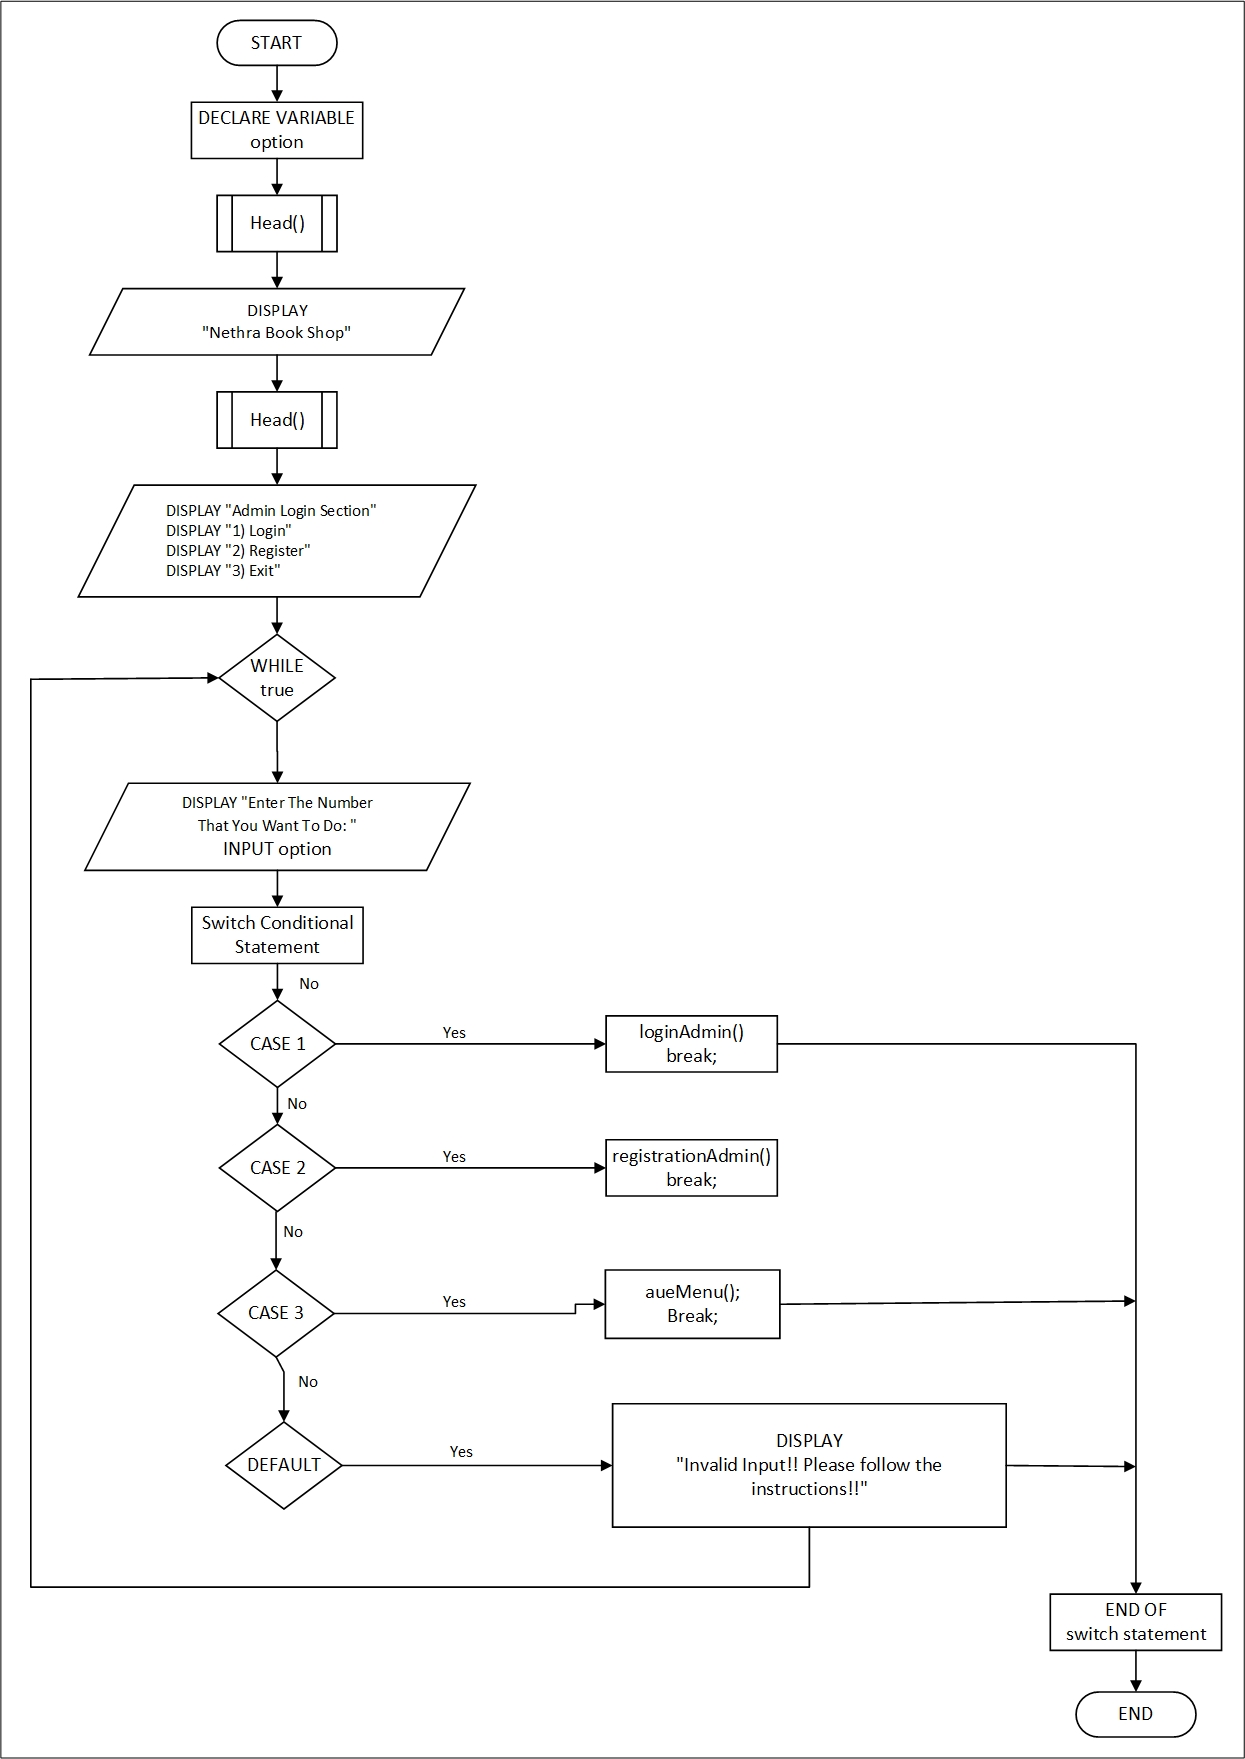 START
DECLARE VARIABLE
option
Head()
DISPLAY
"Nethra Book Shop"
Head()
DISPLAY "Admin Login Section"
DISPLAY "1) Login"
DISPLAY "2) Register"
DISPLAY "3) Exit"
WHILE
true
DISPLAY "Enter The Number
That You Want To Do: "
INPUT option
Switch Conditional
Statement
No
CASE 1
Yes
loginAdmin()
break;
No
CASE 2
Yes
registrationAdmin()
break;
No
CASE 3
Yes
aueMenu();
Break;
No
DEFAULT
Yes
DISPLAY
"Invalid Input!! Please follow the
instructions!!"
END OF
switch statement
END